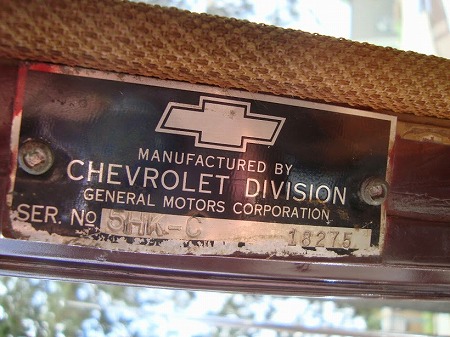 MANUFACTURED BY
CHEVROLET DIVISION
GENERAL MOTORS CORPORATION
SER. No 5HK-C 18275